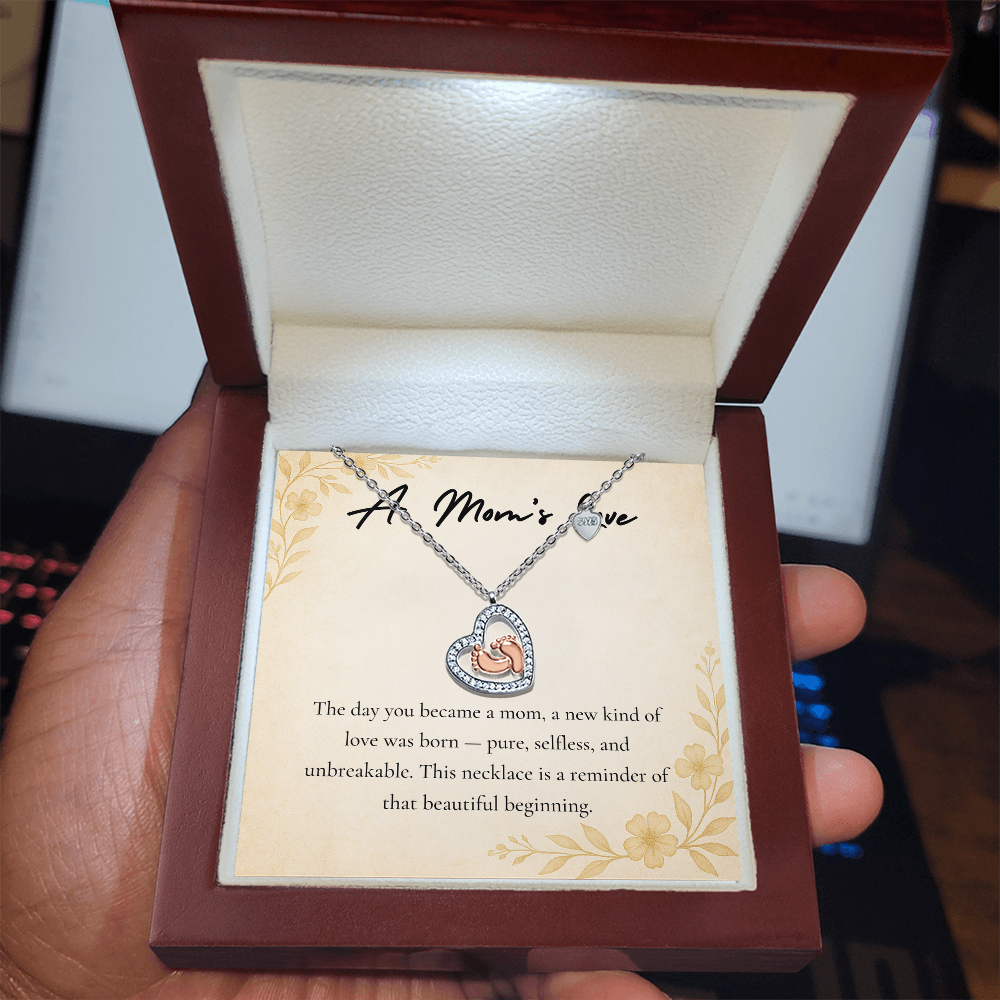 A Mom's
The day you became a mom, a new kind of
love was born — pure, selfless, and
unbreakable. This necklace is a reminder of
that beautiful beginning.